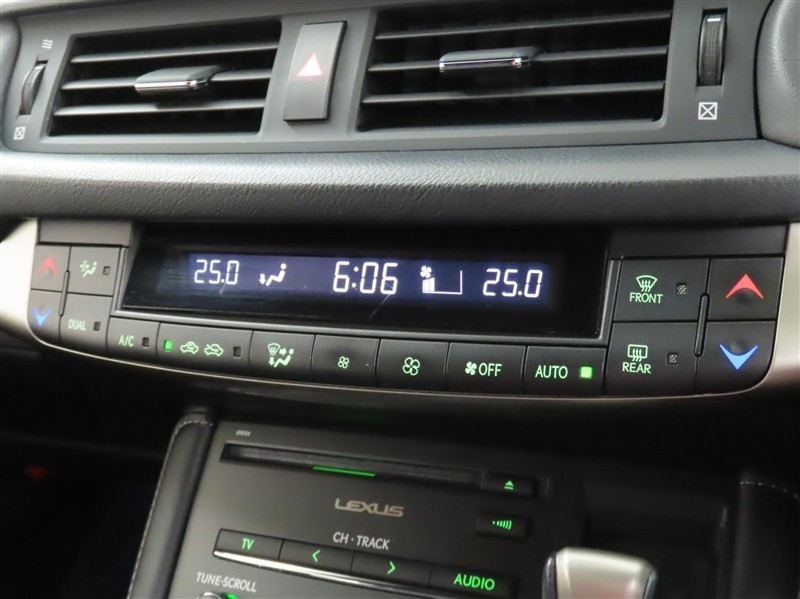 25.0 6:06 25.0
FRONT
DUAL A/C OFF AUTO REAR
LEXUS
CH · TRACK
TV AUDIO
TUNE·SCROLL